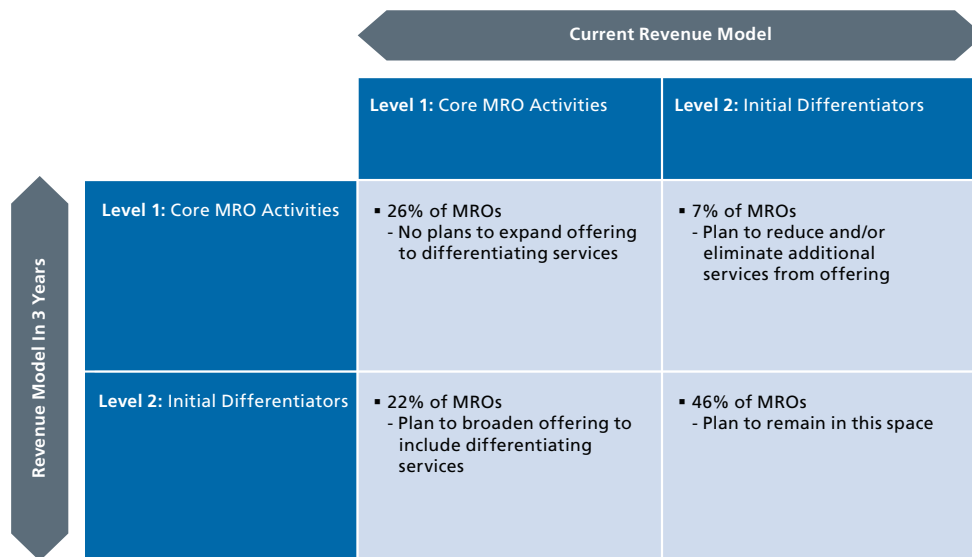 Current Revenue Model
Level 1: Core MRO Activities
Level 2: Initial Differentiators
Revenue Model In 3 Years
Level 1: Core MRO Activities
▪ 26% of MROs
- No plans to expand offering
to differentiating services
▪ 7% of MROs
- Plan to reduce and/or
eliminate additional
services from offering
Level 2: Initial Differentiators
▪ 22% of MROs
- Plan to broaden offering to
include differentiating
services
▪ 46% of MROs
- Plan to remain in this space